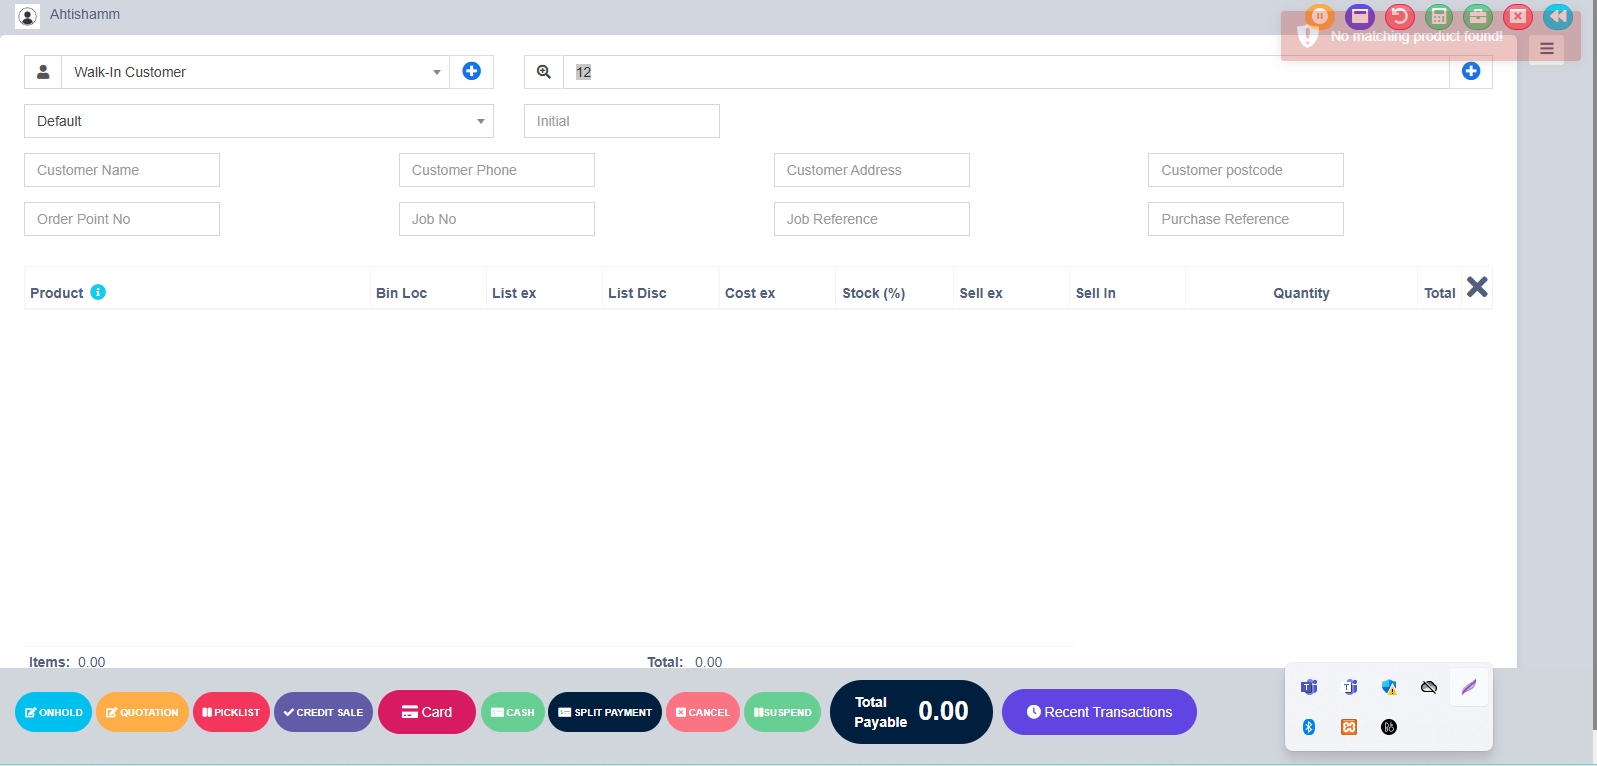 Ahtishamm
No matching product found!
Walk-In Customer
12
Default
Initial
Customer Name
Customer Phone
Customer Address
Customer postcode
Order Point No
Job No
Job Reference
Purchase Reference
Product
Bin Loc
List ex
List Disc
Cost ex
Stock (%)
Sell ex
Sell In
Quantity
Total
Items: 0.00
Total: 0.00
ONHOLD
QUOTATION
PICKLIST
CREDIT SALE
Card
CASH
SPLIT PAYMENT
CANCEL
SUSPEND
Total
Payable
0.00
Recent Transactions